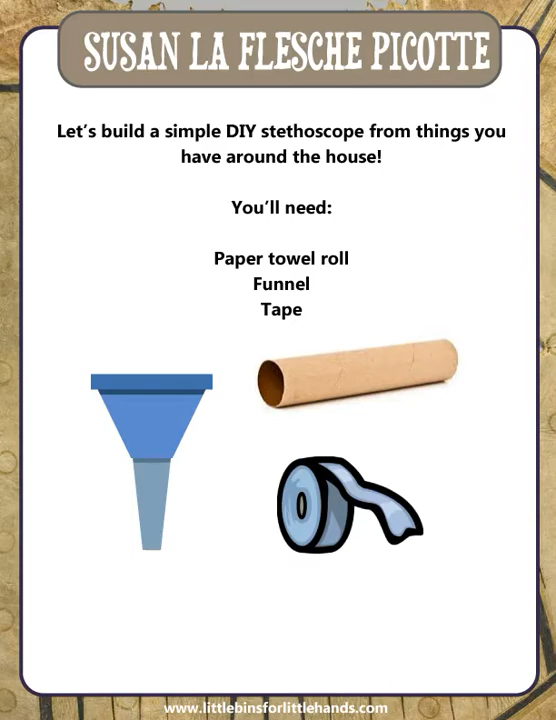 SUSAN LA FLESCHE PICOTTE
Let's build a simple DIY stethoscope from things you
have around the house!
You'll need:
Paper towel roll
Funnel
Tape
www.littlebinsforlittlehands.com